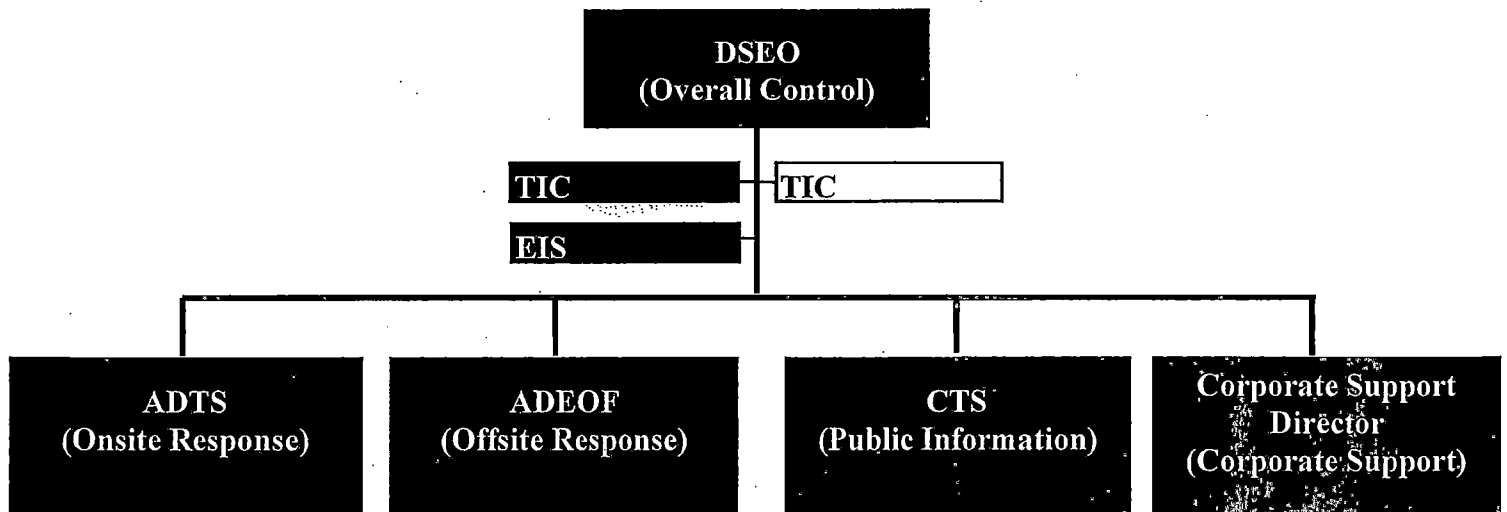 DSEO
(Overall Control)
TIC
TIC
EIS
ADTS
(Onsite Response)
ADEOF
(Offsite Response)
CTS
(Public Information)
Corporate Support
Director
(Corporate Support)